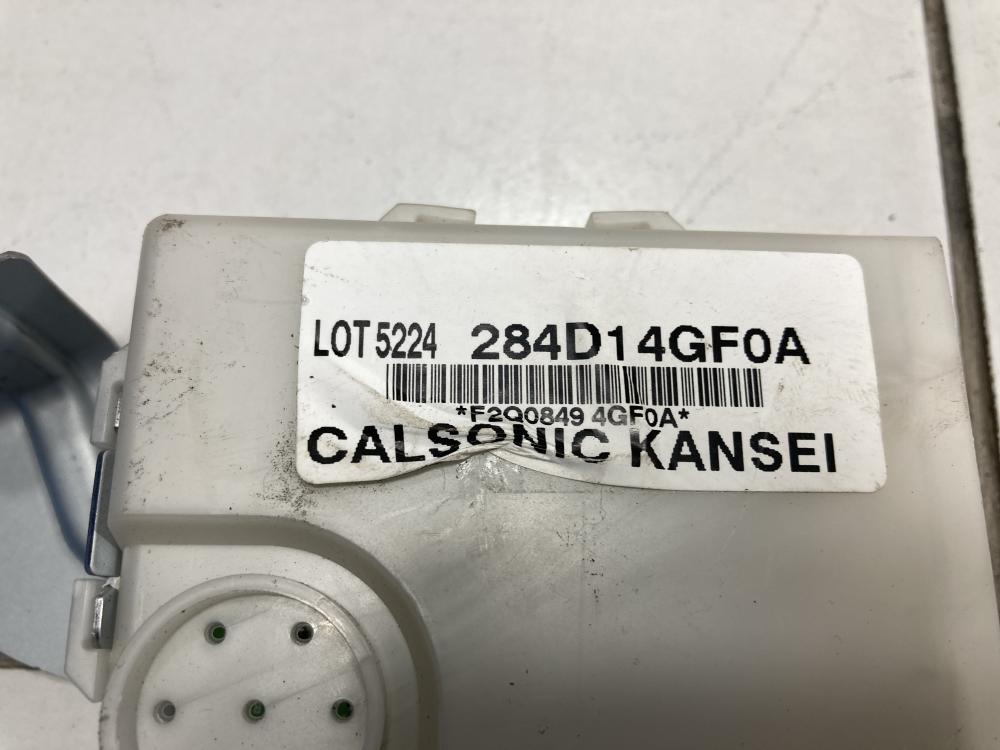 LOT 5224 284D14GF0A
*F2Q0849 4GF0A*
CALSONIC KANSEI